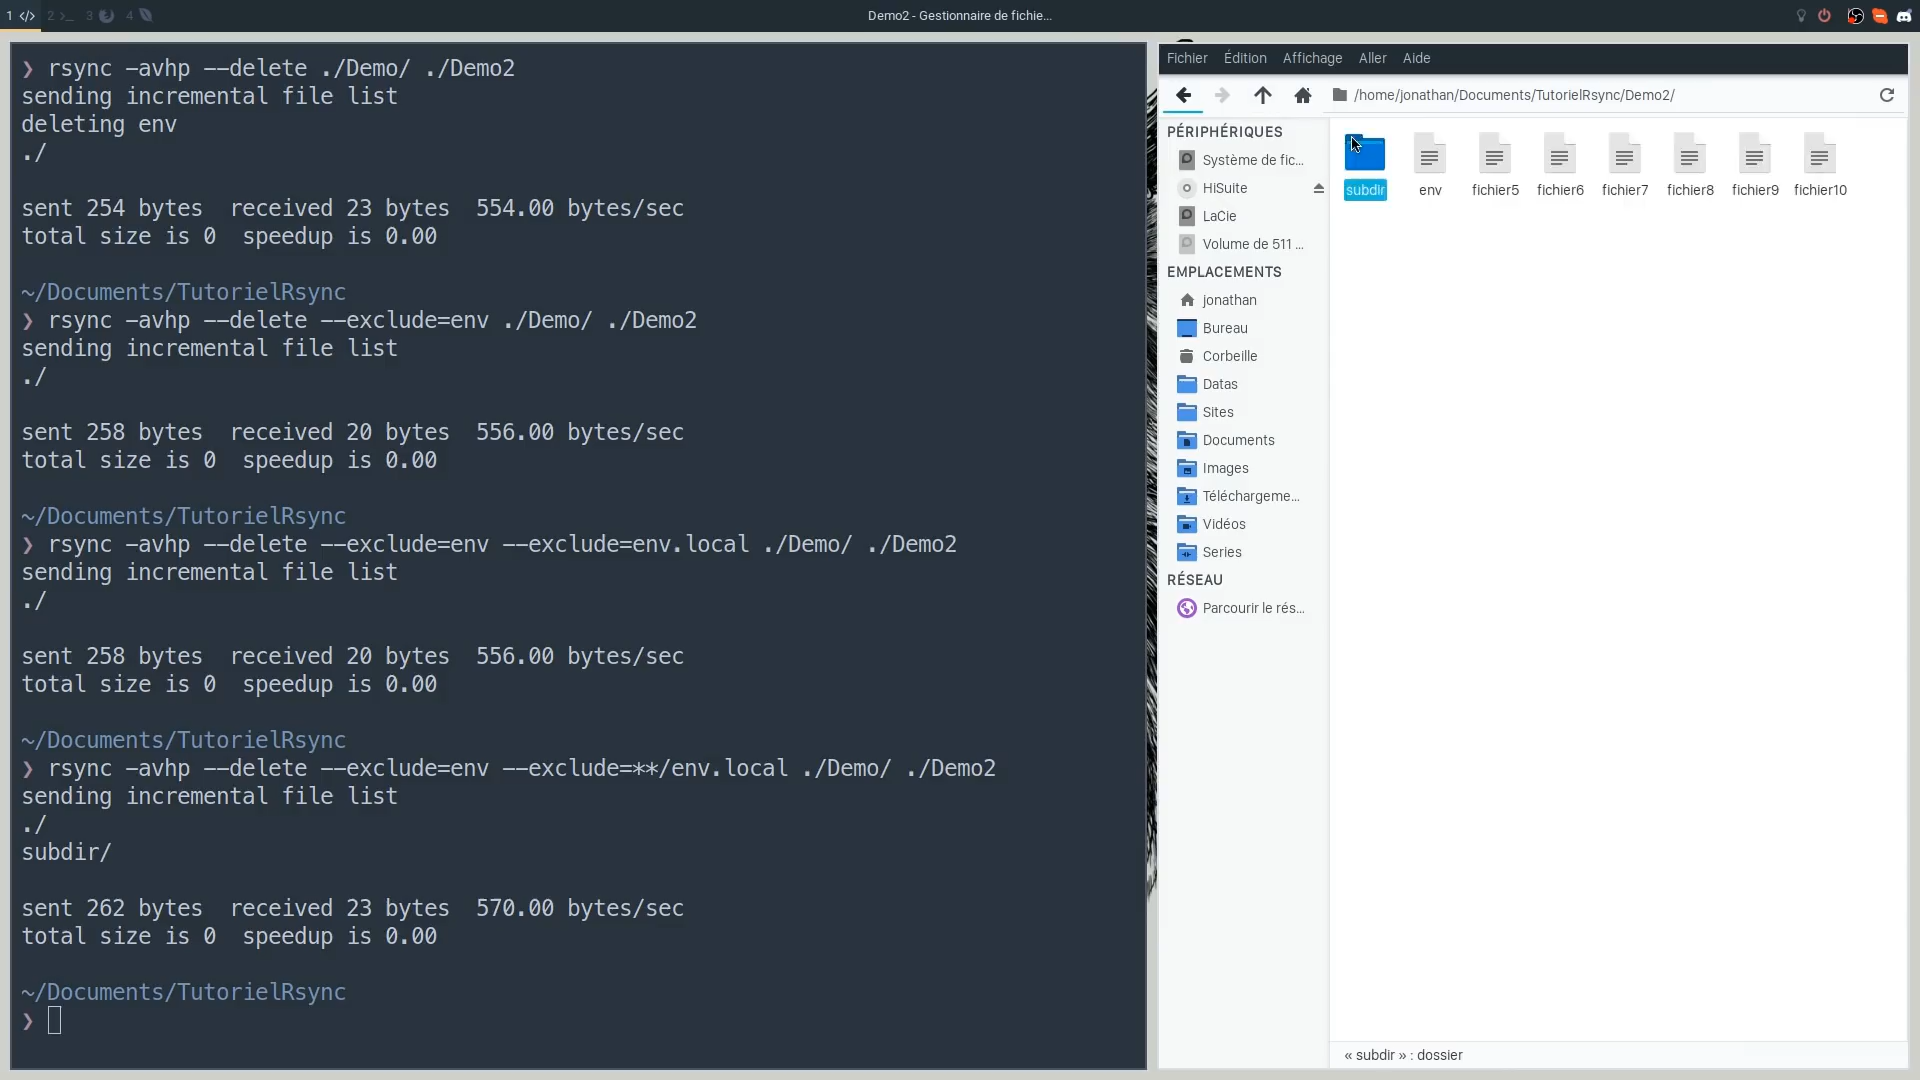 1 </> 2 >_ 3 4
Demo2 - Gestionnaire de fichie...
❯ rsync -avhp --delete ./Demo/ ./Demo2
sending incremental file list
deleting env
./
sent 254 bytes  received 23 bytes  554.00 bytes/sec
total size is 0  speedup is 0.00
~/Documents/TutorielRsync
❯ rsync -avhp --delete --exclude=env ./Demo/ ./Demo2
sending incremental file list
./
sent 258 bytes  received 20 bytes  556.00 bytes/sec
total size is 0  speedup is 0.00
~/Documents/TutorielRsync
❯ rsync -avhp --delete --exclude=env --exclude=env.local ./Demo/ ./Demo2
sending incremental file list
./
sent 258 bytes  received 20 bytes  556.00 bytes/sec
total size is 0  speedup is 0.00
~/Documents/TutorielRsync
❯ rsync -avhp --delete --exclude=env --exclude=**/env.local ./Demo/ ./Demo2
sending incremental file list
./
subdir/
sent 262 bytes  received 23 bytes  570.00 bytes/sec
total size is 0  speedup is 0.00
~/Documents/TutorielRsync
❯
Fichier Édition Affichage Aller Aide
/home/jonathan/Documents/TutorielRsync/Demo2/
PÉRIPHÉRIQUES
Système de fic...
HiSuite
LaCie
Volume de 511 ...
EMPLACEMENTS
jonathan
Bureau
Corbeille
Datas
Sites
Documents
Images
Téléchargeme...
Vidéos
Series
RÉSEAU
Parcourir le rés...
subdir env fichier5 fichier6 fichier7 fichier8 fichier9 fichier10
« subdir » : dossier